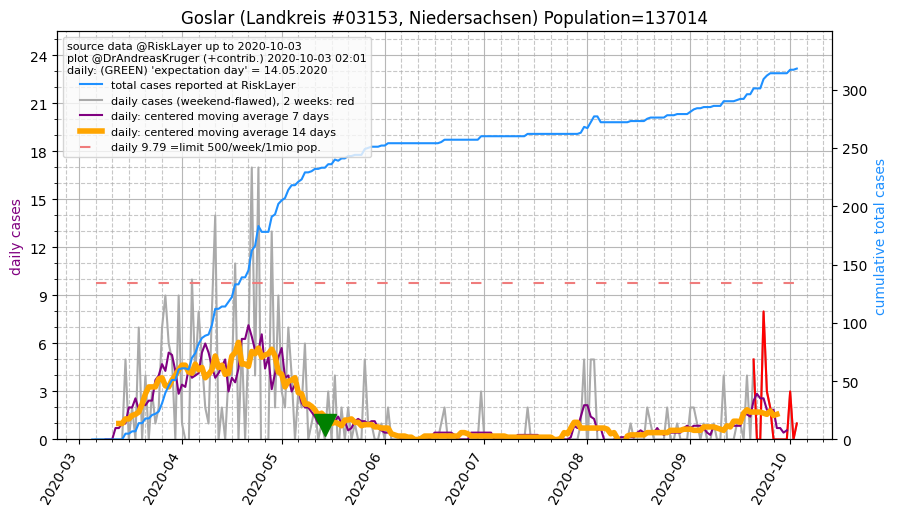 Goslar (Landkreis #03153, Niedersachsen) Population=137014
source data @RiskLayer up to 2020-10-03
plot @DrAndreasKruger (+contrib.) 2020-10-03 02:01
daily: (GREEN) 'expectation day' = 14.05.2020
total cases reported at RiskLayer
daily cases (weekend-flawed), 2 weeks: red
daily: centered moving average 7 days
daily: centered moving average 14 days
daily 9.79 =limit 500/week/1mio pop.
daily cases
24
21
18
15
12
9
6
3
0
cumulative total cases
300
250
200
150
100
50
0
2020-03
2020-04
2020-05
2020-06
2020-07
2020-08
2020-09
2020-10